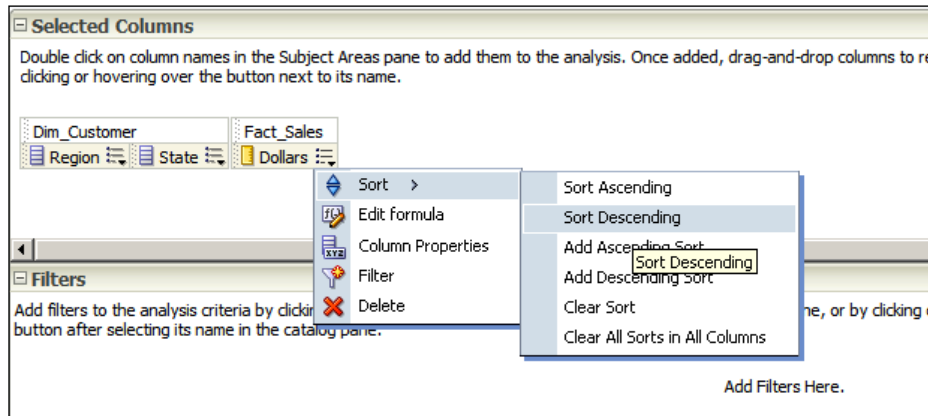 Selected Columns
Double click on column names in the Subject Areas pane to add them to the analysis. Once added, drag-and-drop columns to
clicking or hovering over the button next to its name.
Dim_Customer Fact_Sales
Region State Dollars
Sort >
Edit formula
Column Properties
Filter
Delete
Sort Ascending
Sort Descending
Add Ascending Sort
Sort Descending
Add Descending Sort
Clear Sort
Clear All Sorts in All Columns
Filters
Add filters to the analysis criteria by or by clicking
button after selecting its name in the catalog pane.
Add Filters Here.